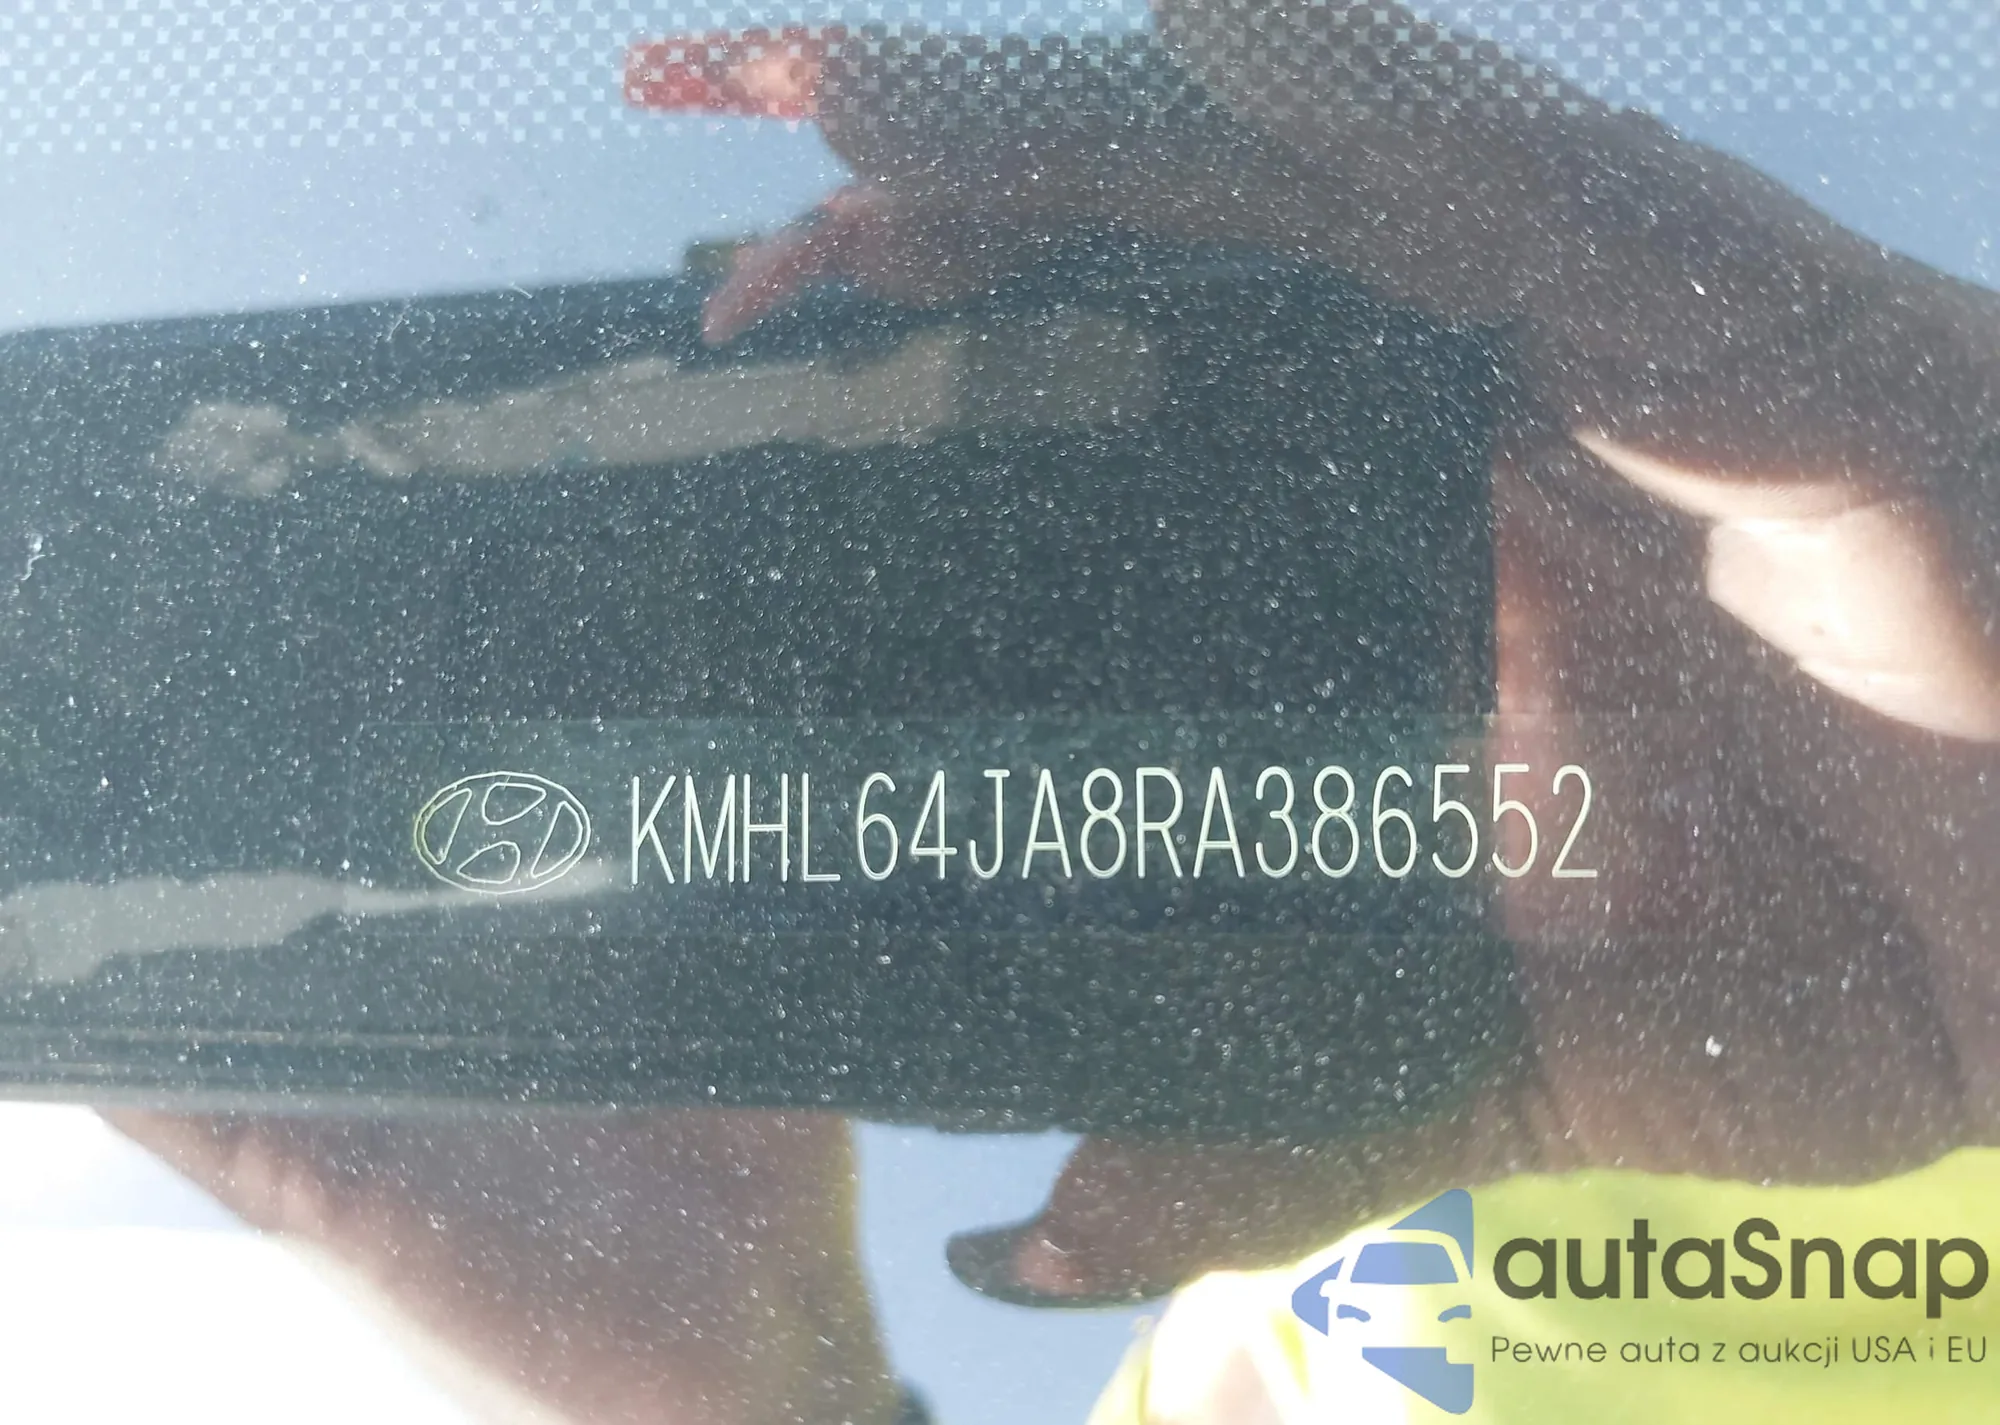 KMHL64JA8RA386552
autaSnap
Pewne auta z aukcji USA i EU